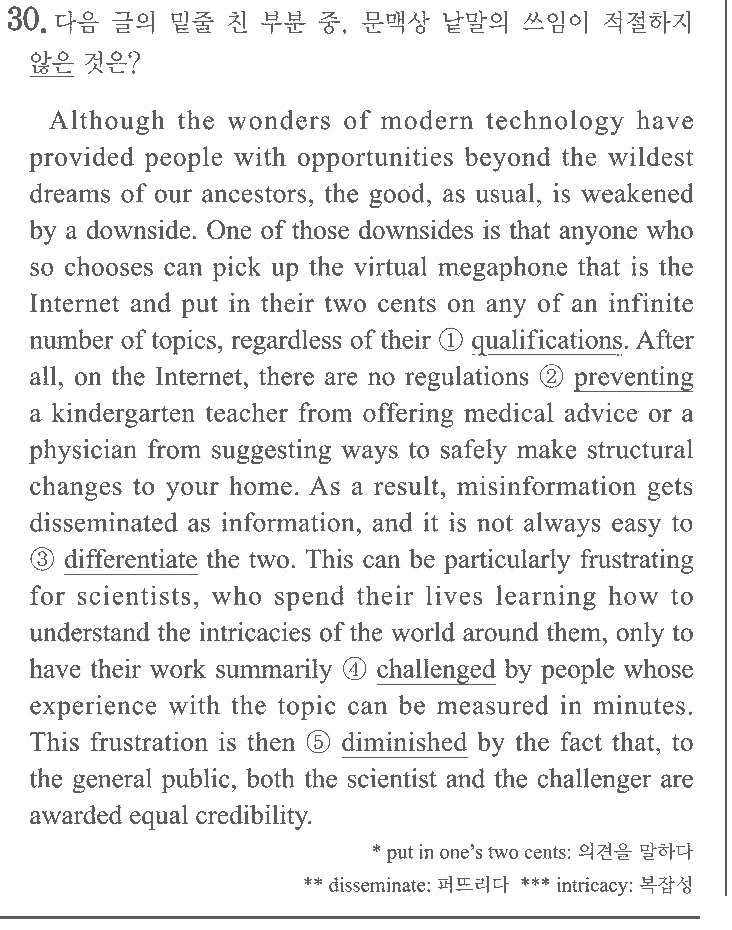 30. 다음 글의 밑줄 친 부분 중, 문맥상 낱말의 쓰임이 적절하지
않은 것은?
Although the wonders of modern technology have
provided people with opportunities beyond the wildest
dreams of our ancestors, the good, as usual, is weakened
by a downside. One of those downsides is that anyone who
so chooses can pick up the virtual megaphone that is the
Internet and put in their two cents on any of an infinite
number of topics, regardless of their ① qualifications. After
all, on the Internet, there are no regulations ② preventing
a kindergarten teacher from offering medical advice or a
physician from suggesting ways to safely make structural
changes to your home. As a result, misinformation gets
disseminated as information, and it is not always easy to
③ differentiate the two. This can be particularly frustrating
for scientists, who spend their lives learning how to
understand the intricacies of the world around them, only to
have their work summarily ④ challenged by people whose
experience with the topic can be measured in minutes.
This frustration is then ⑤ diminished by the fact that, to
the general public, both the scientist and the challenger are
awarded equal credibility.
* put in one's two cents: 의견을 말하다
** disseminate: 퍼뜨리다 *** intricacy: 복잡성